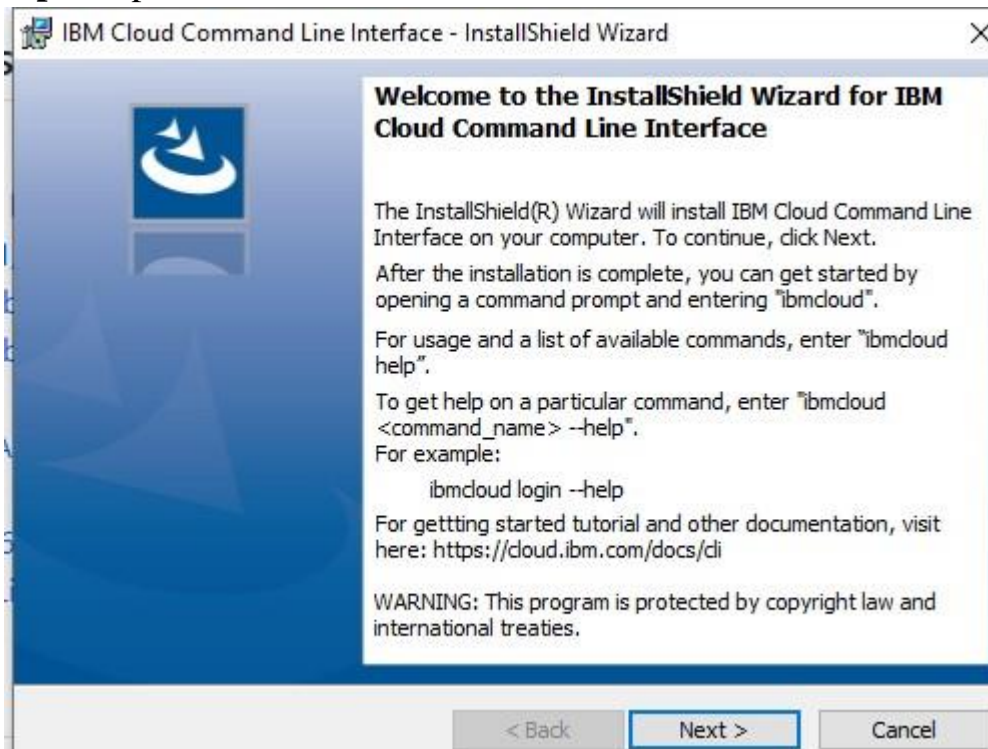 IBM Cloud Command Line Interface - InstallShield Wizard
Welcome to the InstallShield Wizard for IBM
Cloud Command Line Interface
The InstallShield(R) Wizard will install IBM Cloud Command Line
Interface on your computer. To continue, click Next.
After the installation is complete, you can get started by
opening a command prompt and entering "ibmcloud".
For usage and a list of available commands, enter “ibmcloud
help”.
To get help on a particular command, enter "ibmcloud
<command_name> --help".
For example:
ibmcloud login --help
For gettting started tutorial and other documentation, visit
here: https://cloud.ibm.com/docs/cli
WARNING: This program is protected by copyright law and
international treaties.
< Back
Next >
Cancel